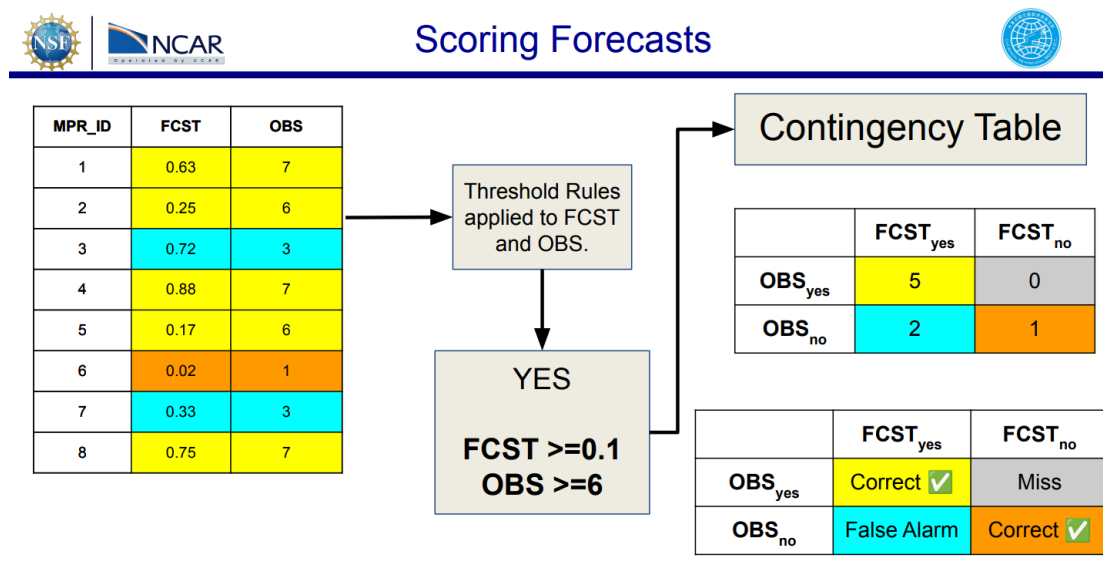 NSF
NCAR
Operated by UCAR
Scoring Forecasts
MPR_ID FCST OBS
1 0.63 7
2 0.25 6
3 0.72 3
4 0.88 7
5 0.17 6
6 0.02 1
7 0.33 3
8 0.75 7
Threshold Rules
applied to FCST
and OBS.
YES
FCST >=0.1
OBS >=6
Contingency Table
FCSTyes FCSTno
OBSyes 5 0
OBSno 2 1
FCSTyes FCSTno
OBSyes Correct ✅ Miss
OBSno False Alarm Correct ✅